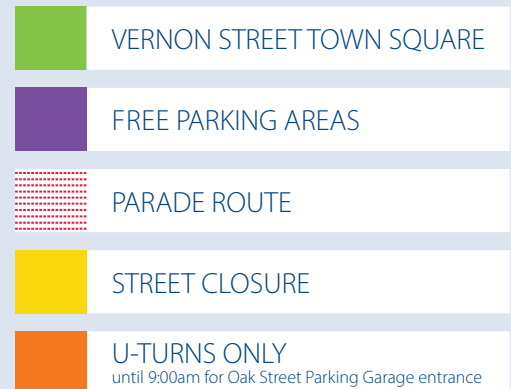 VERNON STREET TOWN SQUARE
FREE PARKING AREAS
PARADE ROUTE
STREET CLOSURE
U-TURNS ONLY
until 9:00am for Oak Street Parking Garage entrance